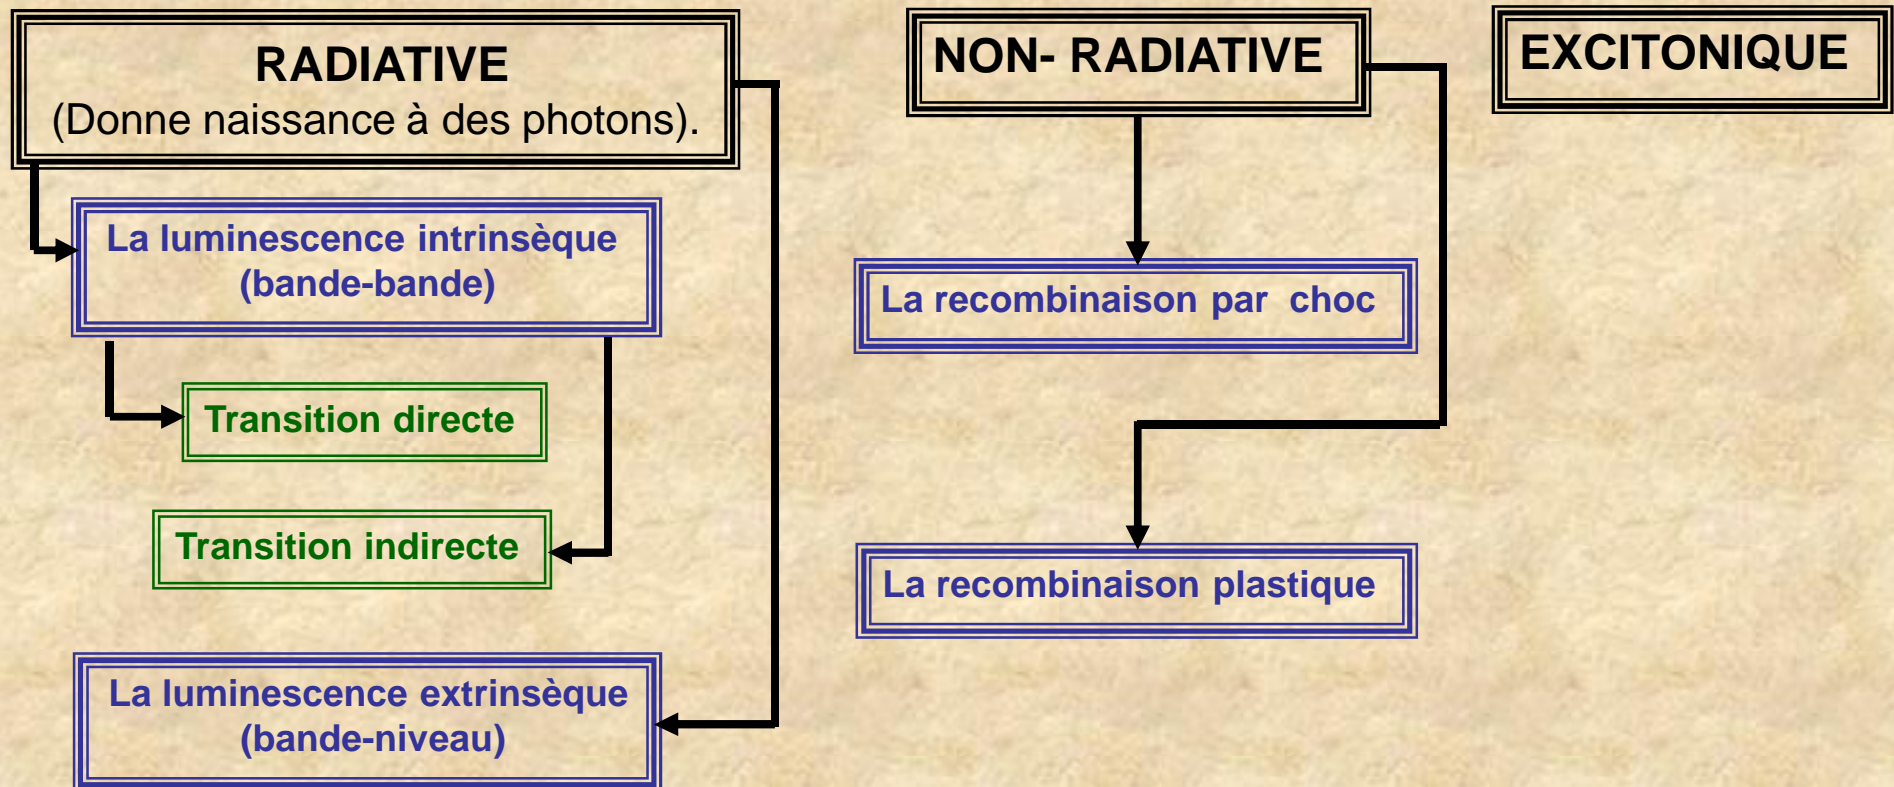 RADIATIVE
(Donne naissance à des photons).
La luminescence intrinsèque
(bande-bande)
Transition directe
Transition indirecte
La luminescence extrinsèque
(bande-niveau)
NON- RADIATIVE
La recombinaison par choc
La recombinaison plastique
EXCITONIQUE